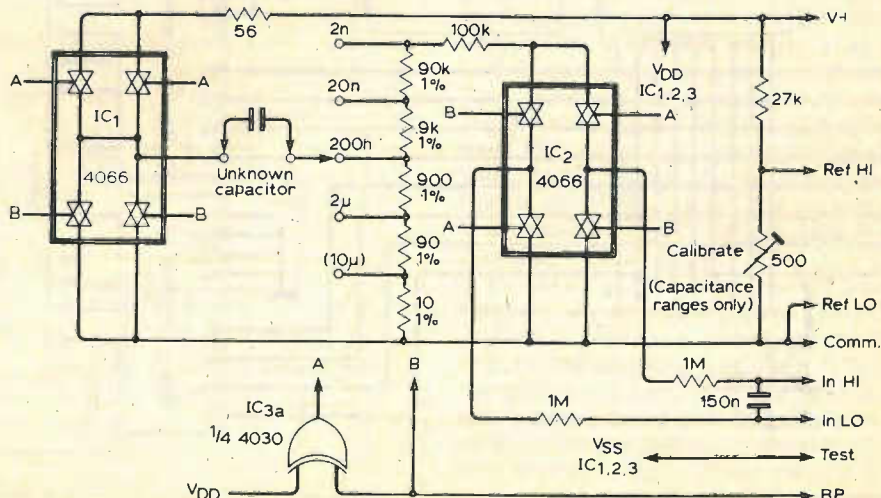 56
2n
100k
V+
A
A
IC1
4066
B
B
Unknown
capacitor
20n
200h
2μ
(10μ)
90k
1%
9k
1%
900
1%
90
1%
10
1%
B
A
IC2
4066
A
B
VDD
IC1,2,3
27k
Ref HI
Calibrate
500
(Capacitance
ranges only)
Ref LO
Comm.
1M
In HI
150n
1M
In LO
VSS
IC1,2,3
Test
A
B
IC3a
1/4 4030
VDD
BP